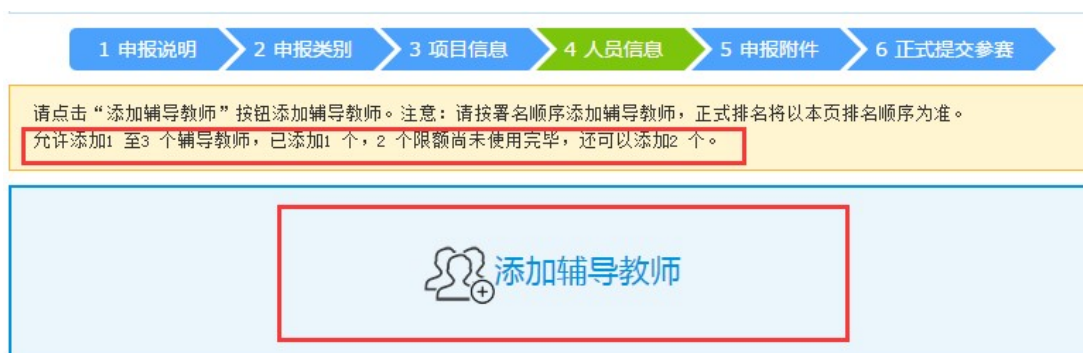 1 申报说明 2 申报类别 3 项目信息 4 人员信息 5 申报附件 6 正式提交参赛
请点击“添加辅导教师”按钮添加辅导教师。注意：请按署名顺序添加辅导教师，正式排名将以本页排名顺序为准。
允许添加1 至3 个辅导教师，已添加1 个，2 个限额尚未使用完毕，还可以添加2 个。
添加辅导教师